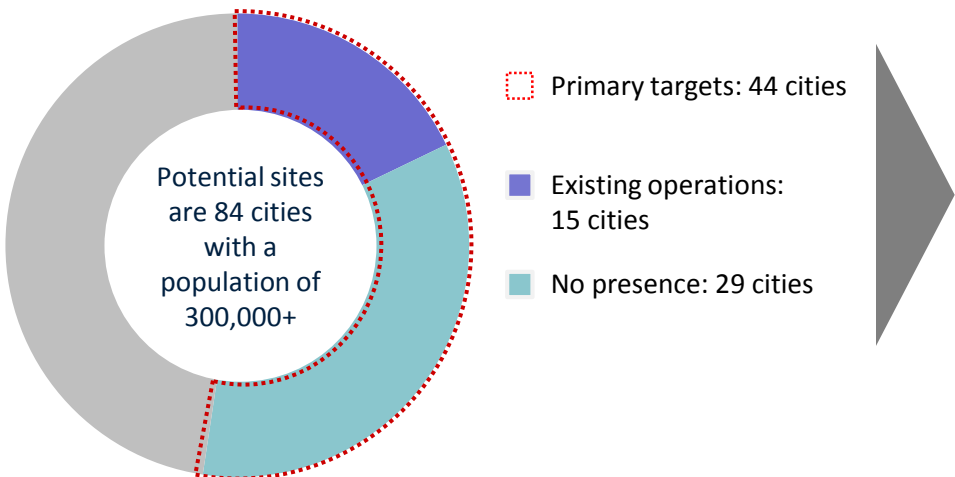 Potential sites
are 84 cities
with a
population of
300,000+
Primary targets: 44 cities
Existing operations:
15 cities
No presence: 29 cities